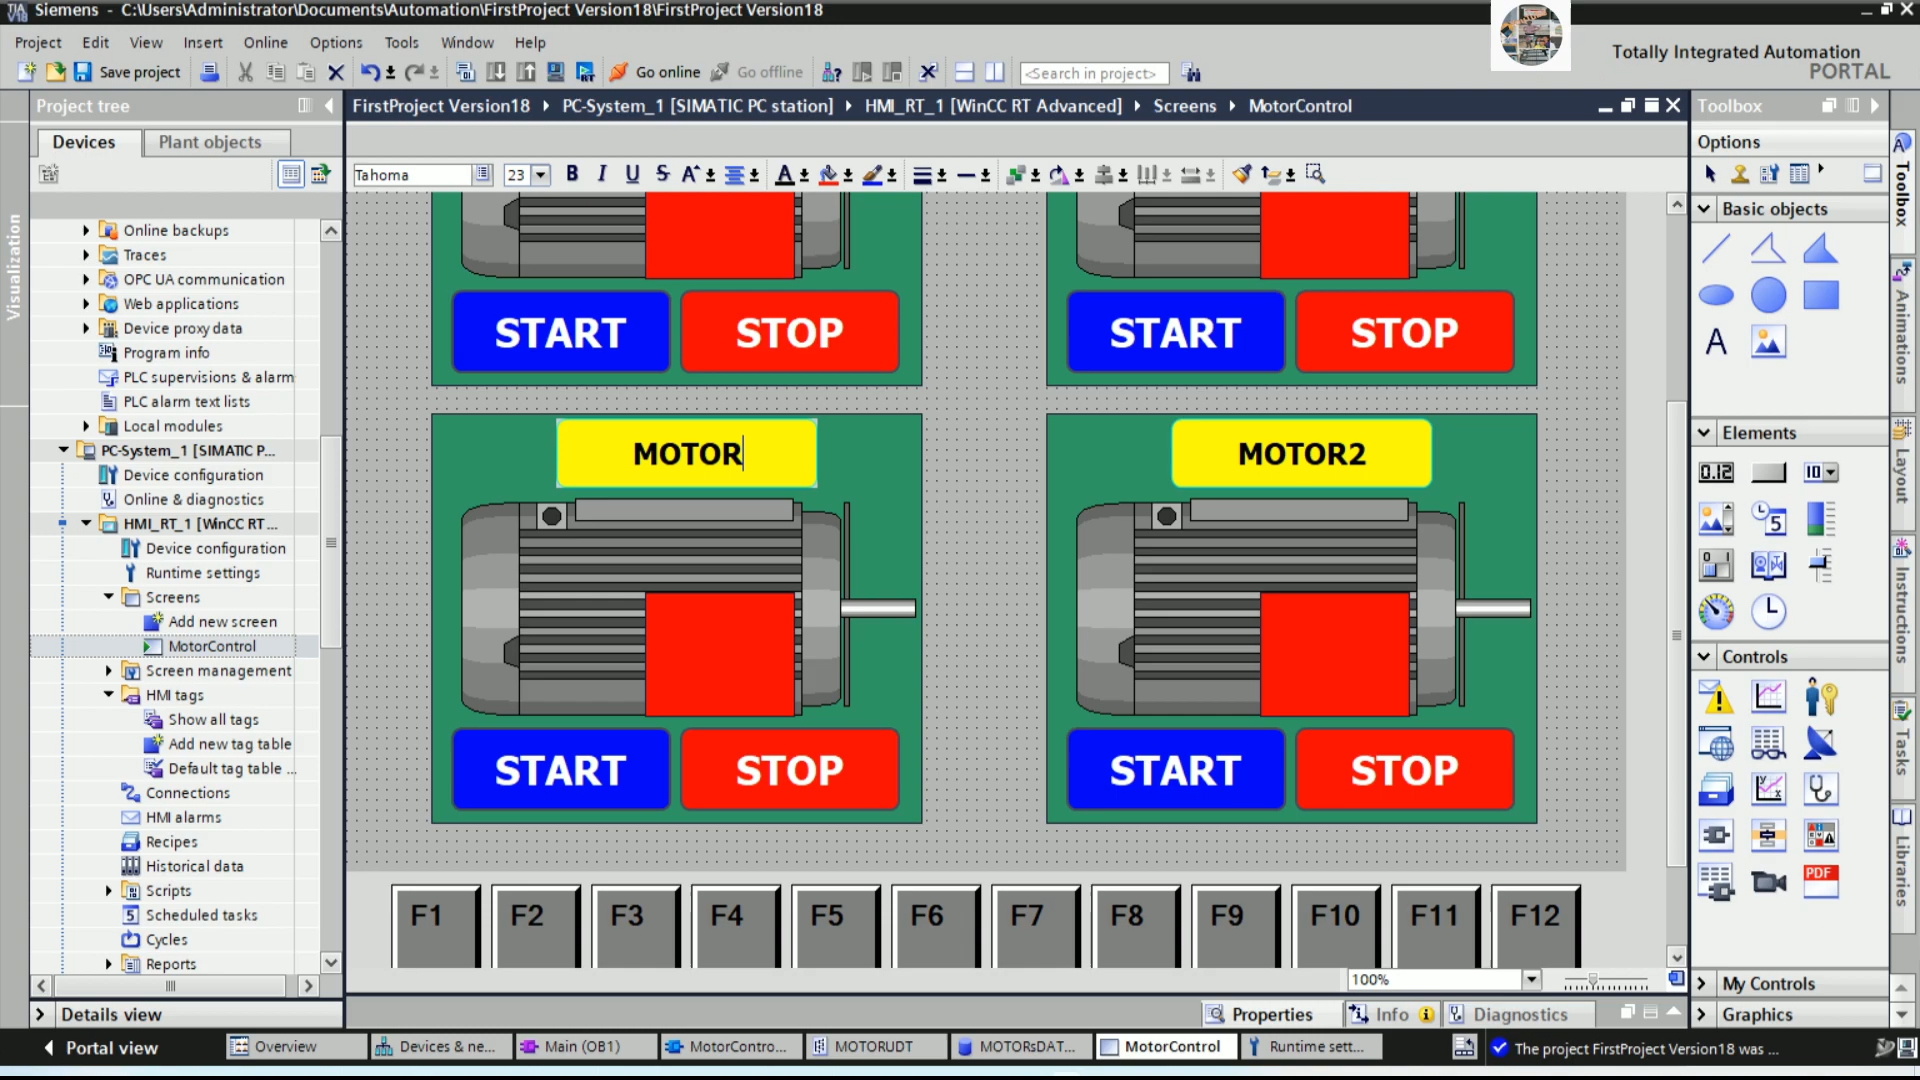 TIA V18 Siemens - C:\Users\Administrator\Documents\Automation\FirstProject Version18\FirstProject Version18
Project Edit View Insert Online Options Tools Window Help
Totally Integrated Automation
PORTAL
Save project
Go online
Go offline
<Search in project>
Project tree
FirstProject Version18 PC-System_1 [SIMATIC PC station] HMI_RT_1 [WinCC RT Advanced] Screens MotorControl
Toolbox
Devices
Plant objects
Options
Tahoma
23
B I U S A A
Visualization
Basic objects
A
Online backups
Traces
OPC UA communication
Web applications
Device proxy data
Program info
PLC supervisions & alarm
PLC alarm text lists
Local modules
PC-System_1 [SIMATIC P...
Device configuration
Online & diagnostics
HMI_RT_1 [WinCC RT ...
Device configuration
Runtime settings
Screens
Add new screen
MotorControl
Screen management
HMI tags
Show all tags
Add new tag table
Default tag table ...
Connections
HMI alarms
Recipes
Historical data
Scripts
5 Scheduled tasks
Cycles
Reports
Details view
START STOP START STOP
MOTOR MOTOR2
START STOP START STOP
F1 F2 F3 F4 F5 F6 F7 F8 F9 F10 F11 F12
100%
Elements
0.12
10
5
Controls
PDF
My Controls
Graphics
Toolbox
Animations
Layout
Instructions
Tasks
Libraries
Properties Info Diagnostics
Portal view Overview Devices & ne... Main (OB1) MotorContro... MOTORUDT MOTORsDAT... MotorControl Runtime sett...
The project FirstProject Version18 was ...